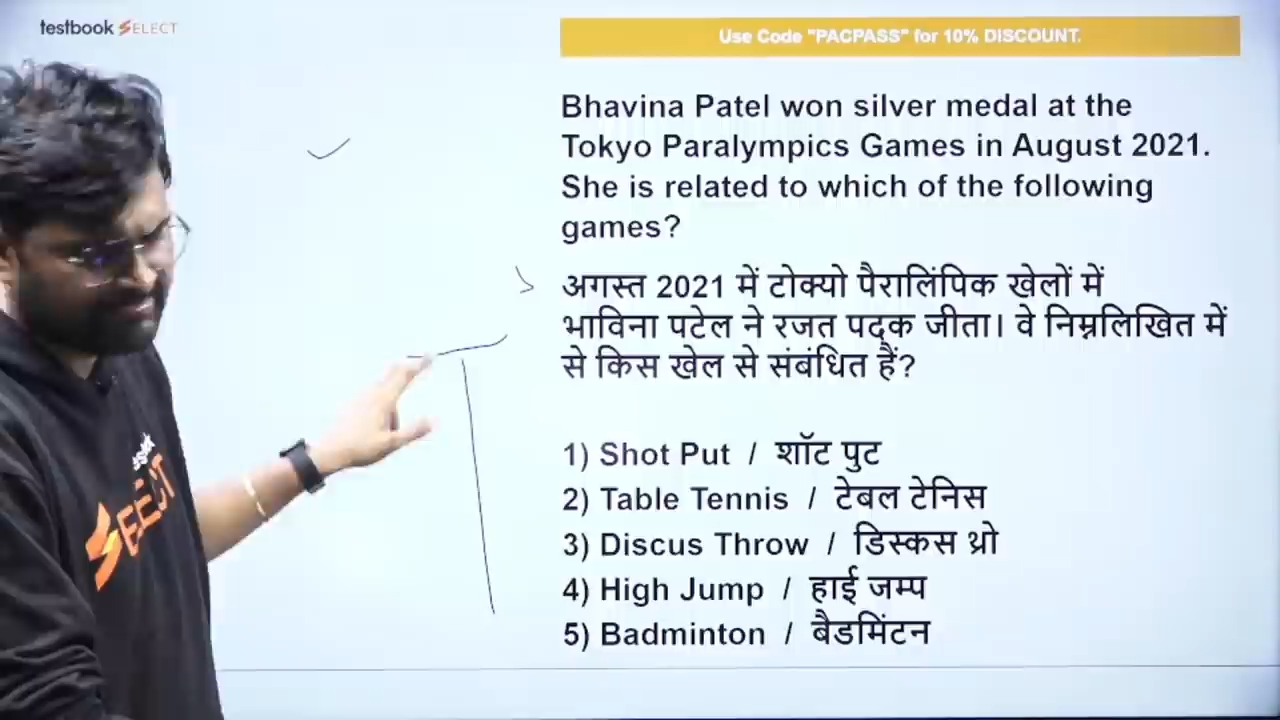 testbook SELECT
Use Code "PACPASS" for 10% DISCOUNT.
Bhavina Patel won silver medal at the
Tokyo Paralympics Games in August 2021.
She is related to which of the following
games?
अगस्त 2021 में टोक्यो पैरालिंपिक खेलों में
भाविना पटेल ने रजत पदक जीता। वे निम्नलिखित में
से किस खेल से संबंधित हैं?
1) Shot Put / शॉट पुट
2) Table Tennis / टेबल टेनिस
3) Discus Throw / डिस्कस थ्रो
4) High Jump / हाई जम्प
5) Badminton / बैडमिंटन
SELECT